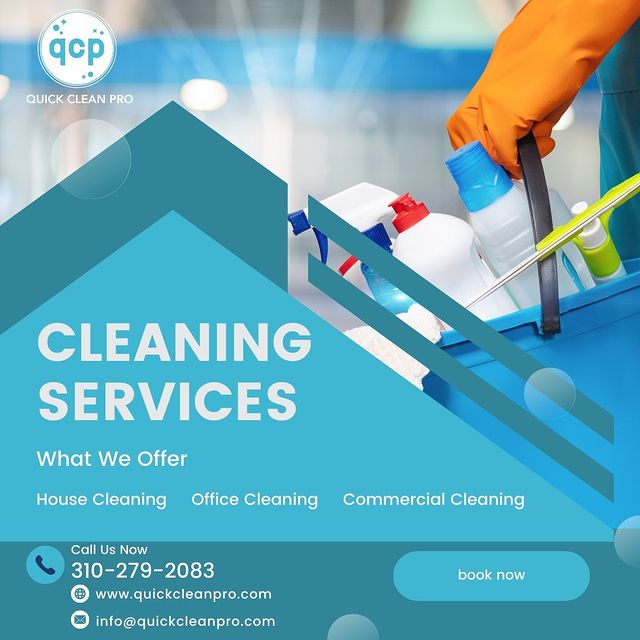 qcp
QUICK CLEAN PRO
CLEANING
SERVICES
What We Offer
House Cleaning Office Cleaning Commercial Cleaning
Call Us Now
310-279-2083
www.quickcleanpro.com
info@quickcleanpro.com
book now